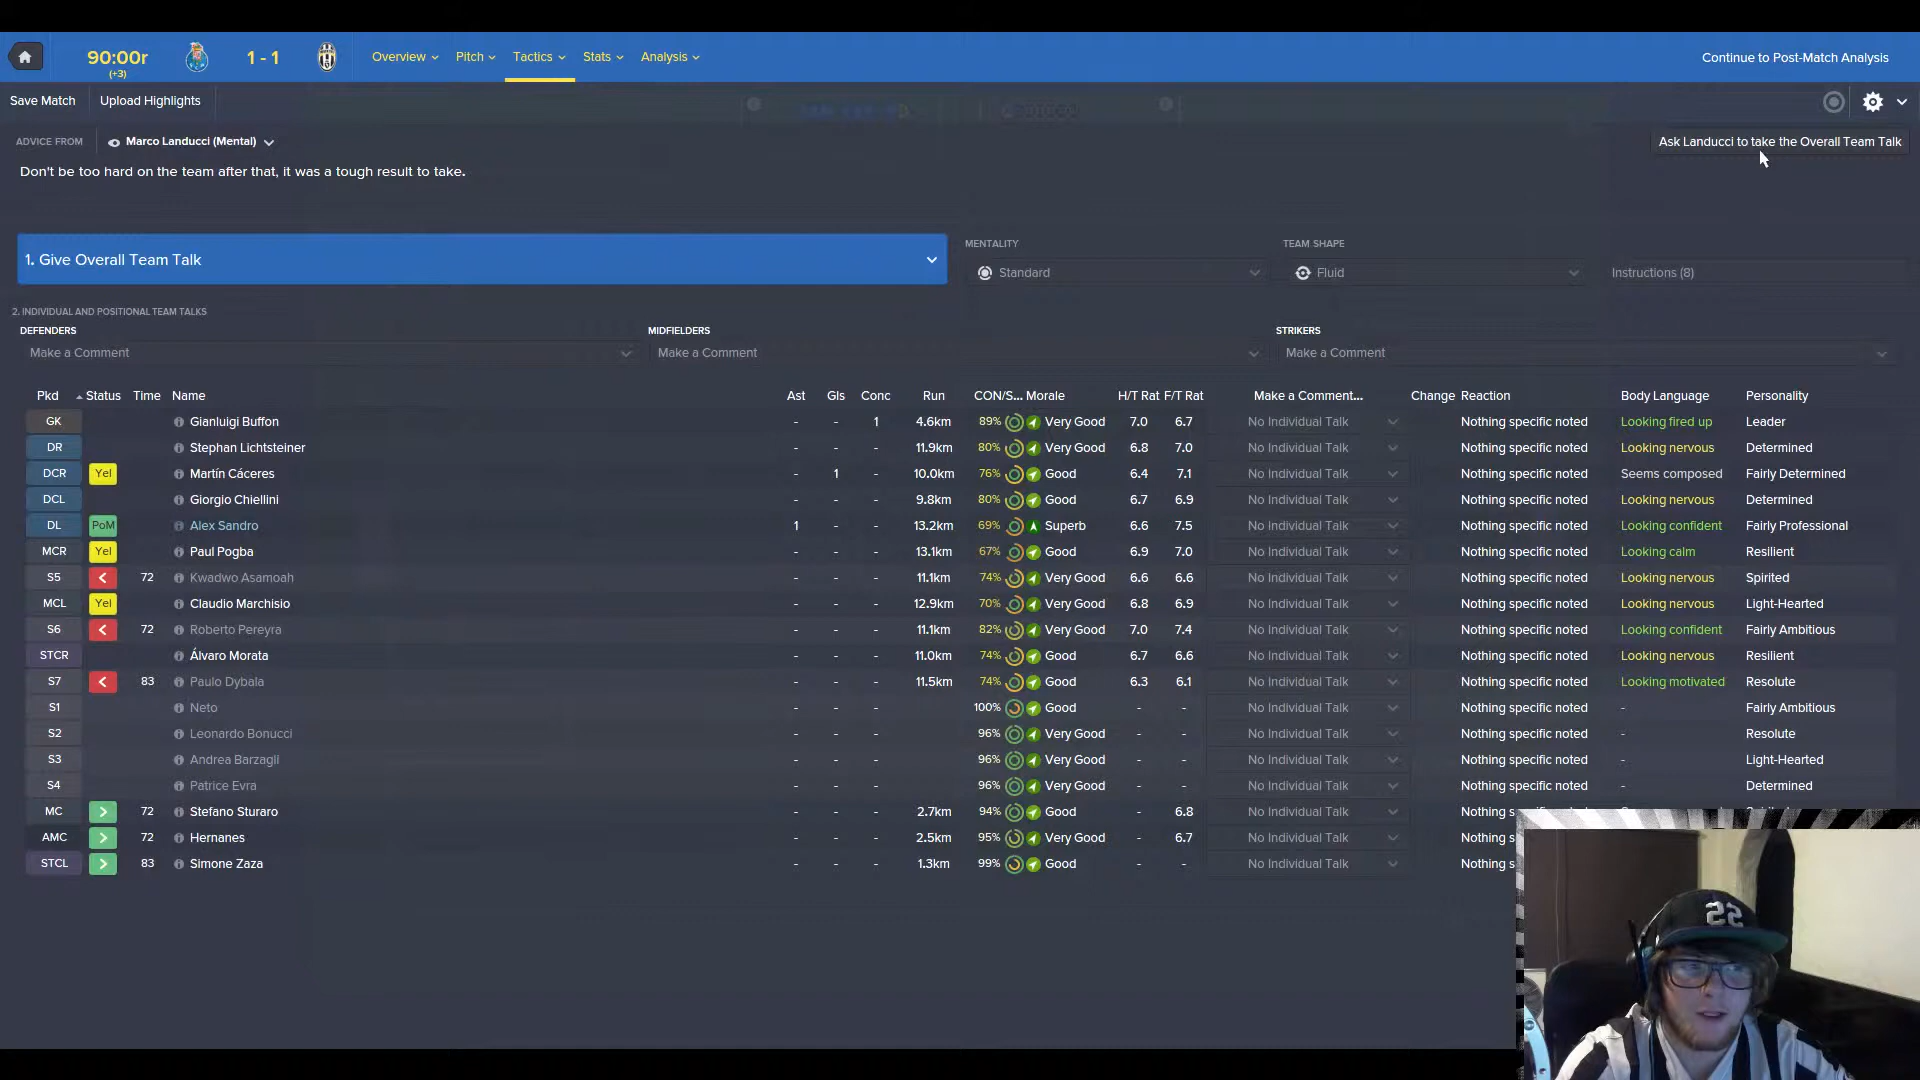 90:00r
(+3)
1 - 1
Overview
Pitch
Tactics
Stats
Analysis
Continue to Post-Match Analysis
Save Match
Upload Highlights
ADVICE FROM
Marco Landucci (Mental)
Ask Landucci to take the Overall Team Talk
Don't be too hard on the team after that, it was a tough result to take.
1. Give Overall Team Talk
MENTALITY
Standard
TEAM SHAPE
Fluid
Instructions (8)
2. INDIVIDUAL AND POSITIONAL TEAM TALKS
DEFENDERS
Make a Comment
MIDFIELDERS
Make a Comment
STRIKERS
Make a Comment
Pkd Status Time Name Ast Gls Conc Run CON/S... Morale H/T Rat F/T Rat Make a Comment... Change Reaction Body Language Personality
GK Gianluigi Buffon - - 1 4.6km 89% Very Good 7.0 6.7 No Individual Talk Nothing specific noted Looking fired up Leader
DR Stephan Lichtsteiner - - - 11.9km 80% Very Good 6.8 7.0 No Individual Talk Nothing specific noted Looking nervous Determined
DCR Yel Martín Cáceres - 1 - 10.0km 76% Good 6.4 7.1 No Individual Talk Nothing specific noted Seems composed Fairly Determined
DCL Giorgio Chiellini - - - 9.8km 80% Good 6.7 6.9 No Individual Talk Nothing specific noted Looking nervous Determined
DL PoM Alex Sandro 1 - - 13.2km 69% Superb 6.6 7.5 No Individual Talk Nothing specific noted Looking confident Fairly Professional
MCR Yel Paul Pogba - - - 13.1km 67% Good 6.9 7.0 No Individual Talk Nothing specific noted Looking calm Resilient
S5 72 Kwadwo Asamoah - - - 11.1km 74% Very Good 6.6 6.6 No Individual Talk Nothing specific noted Looking nervous Spirited
MCL Yel Claudio Marchisio - - - 12.9km 70% Very Good 6.8 6.9 No Individual Talk Nothing specific noted Looking nervous Light-Hearted
S6 72 Roberto Pereyra - - - 11.1km 82% Very Good 7.0 7.4 No Individual Talk Nothing specific noted Looking confident Fairly Ambitious
STCR Álvaro Morata - - - 11.0km 74% Good 6.7 6.6 No Individual Talk Nothing specific noted Looking nervous Resilient
S7 83 Paulo Dybala - - - 11.5km 74% Good 6.3 6.1 No Individual Talk Nothing specific noted Looking motivated Resolute
S1 Neto - - - 100% Good - - No Individual Talk Nothing specific noted - Fairly Ambitious
S2 Leonardo Bonucci - - - 96% Very Good - - No Individual Talk Nothing specific noted - Resolute
S3 Andrea Barzagli - - - 96% Very Good - - No Individual Talk Nothing specific noted - Light-Hearted
S4 Patrice Evra - - - 96% Very Good - - No Individual Talk Nothing specific noted - Determined
MC 72 Stefano Sturaro - - - 2.7km 94% Good - 6.8 No Individual Talk Nothing
AMC 72 Hernanes - - - 2.5km 95% Very Good - 6.7 No Individual Talk Nothing s
STCL 83 Simone Zaza - - - 1.3km 99% Good - - No Individual Talk Nothing s